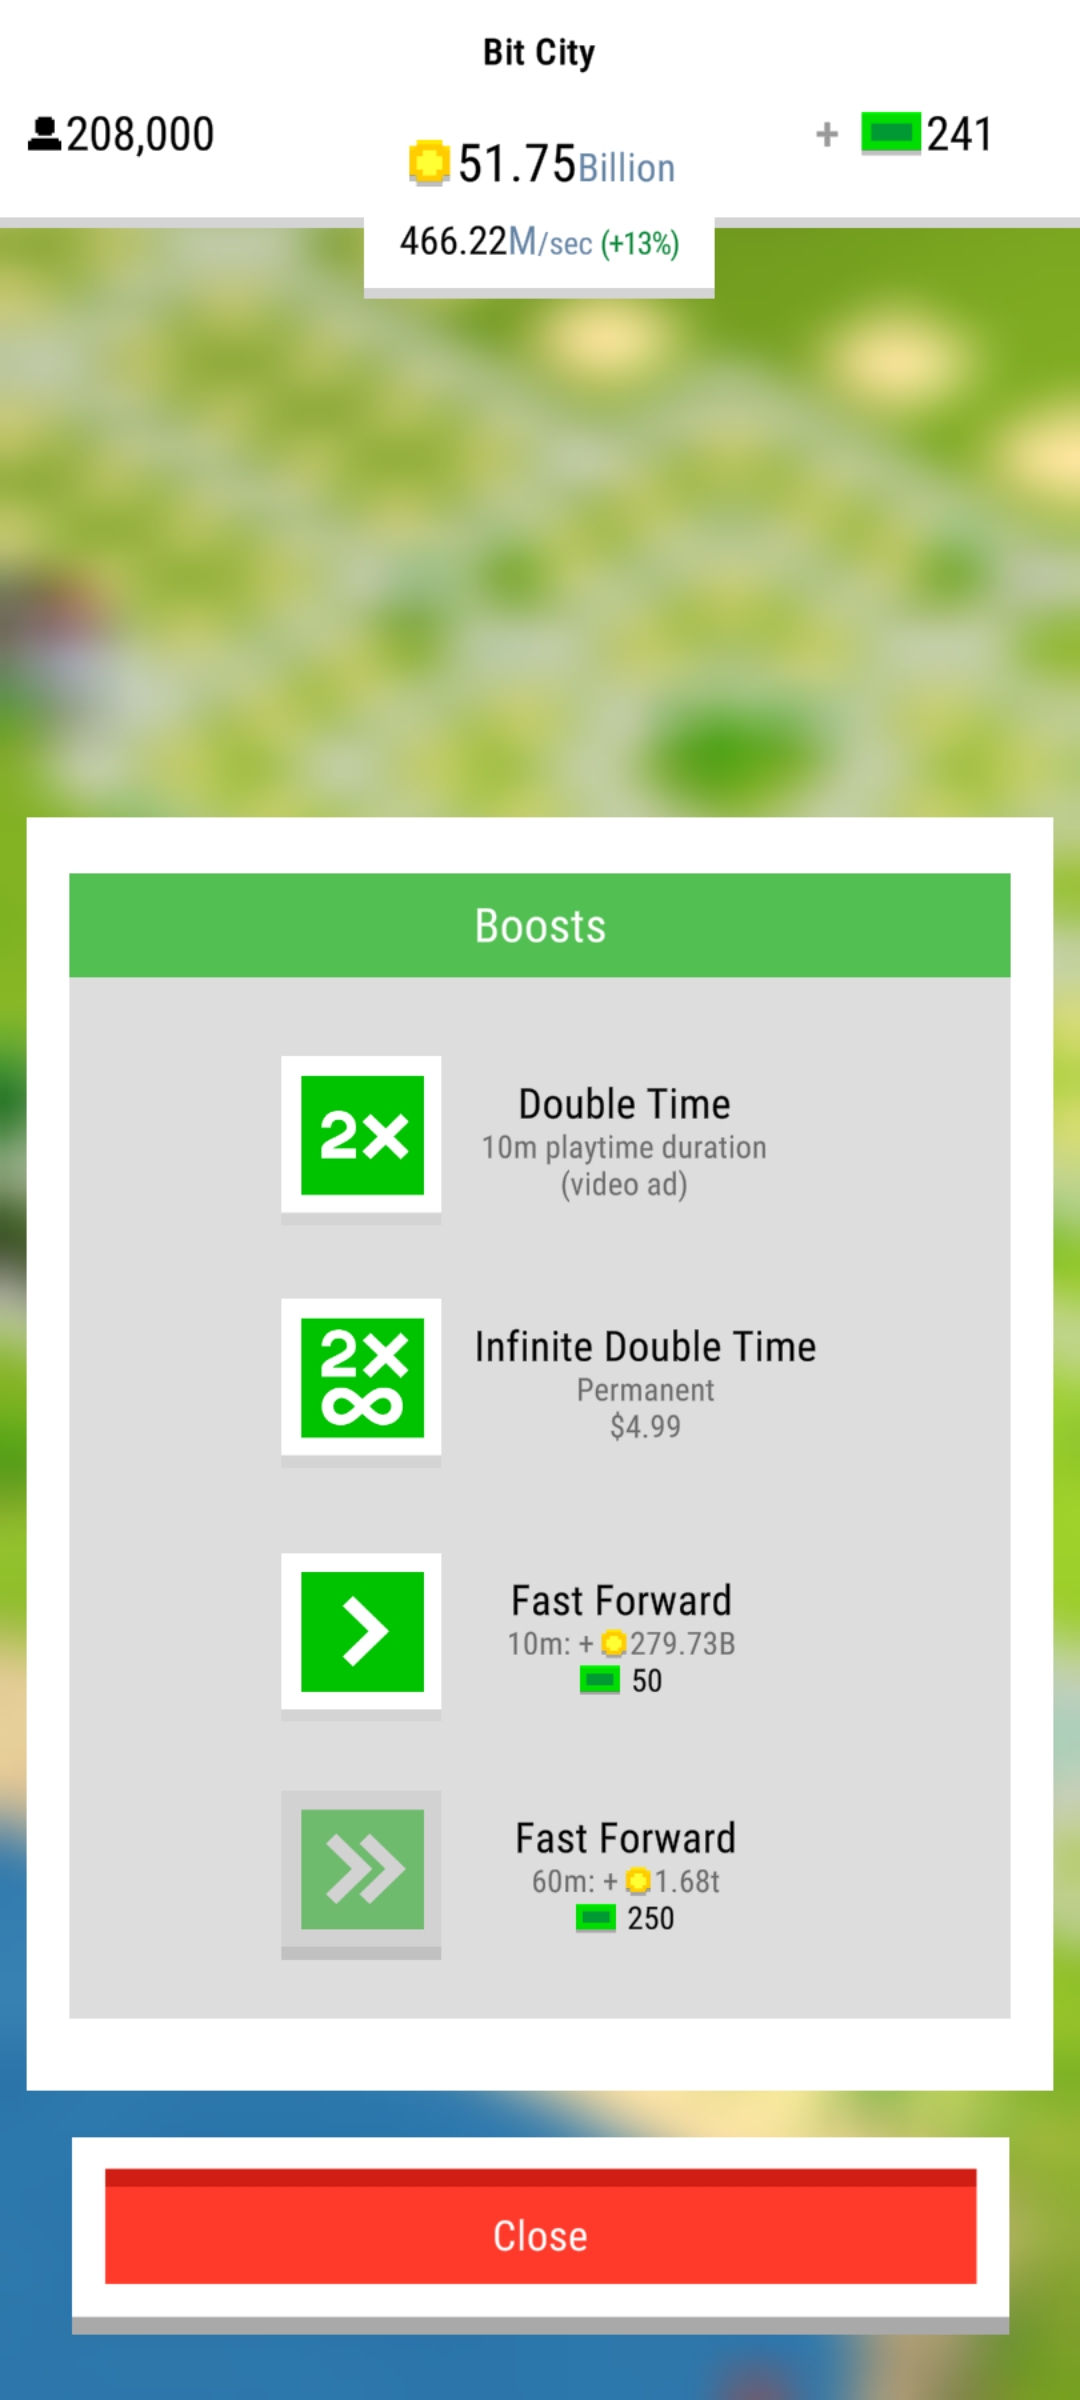 Bit City
208,000
51.75Billion
+ 241
466.22M/sec (+13%)
Boosts
2×
Double Time
10m playtime duration
(video ad)
2×
∞
Infinite Double Time
Permanent
$4.99
Fast Forward
10m: + 279.73B
50
Fast Forward
60m: + 1.68t
250
Close